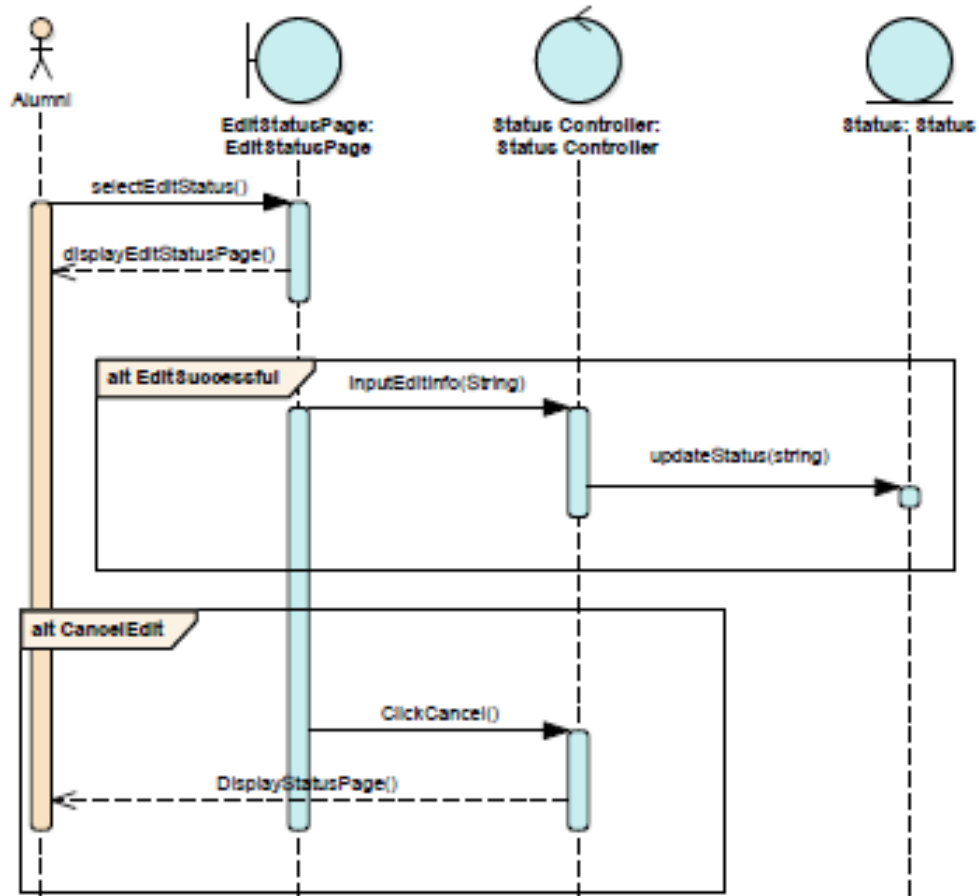 Alumni
EditStatusPage:
EditStatusPage
Status Controller:
Status Controller
Status: Status
selectEditStatus()
displayEditStatusPage()
alt EditSuccessful
InputEditInfo(String)
updateStatus(string)
alt CancelEdit
ClickCancel()
DisplayStatusPage()